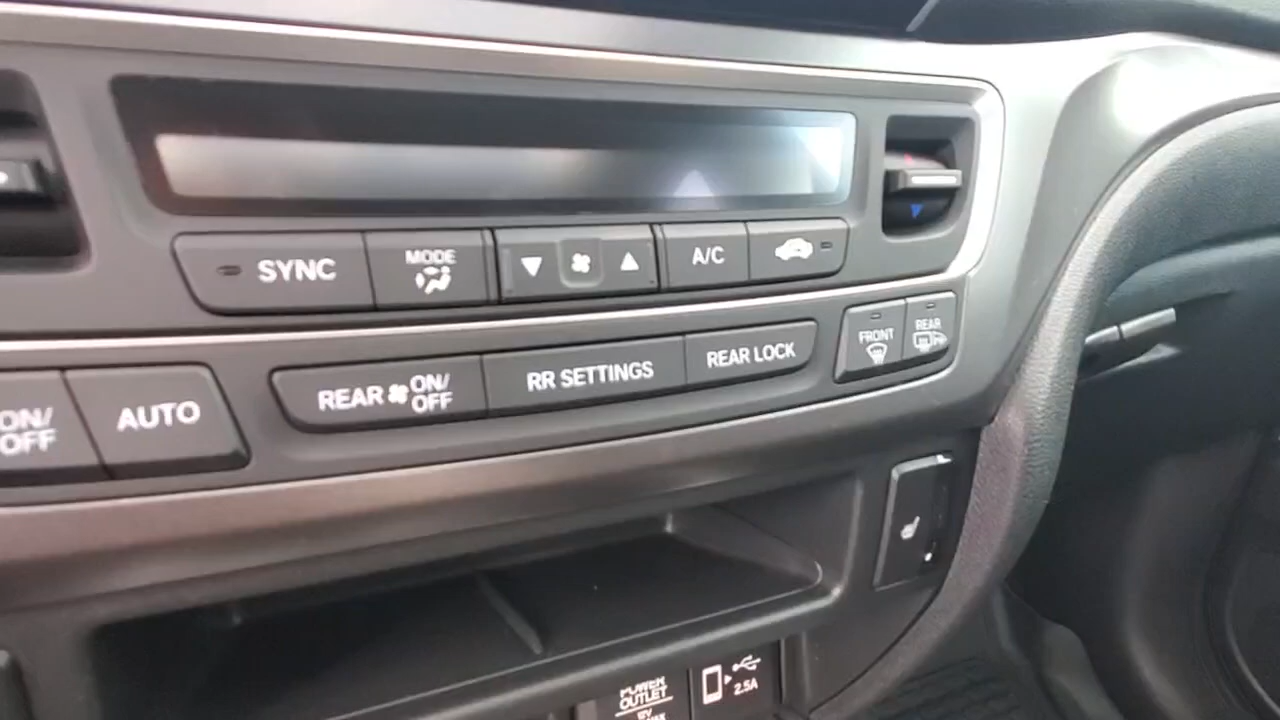 SYNC
MODE
A/C
ON/
OFF
AUTO
REAR ON/
OFF
RR SETTINGS
REAR LOCK
FRONT
REAR
POWER
OUTLET
2.5A